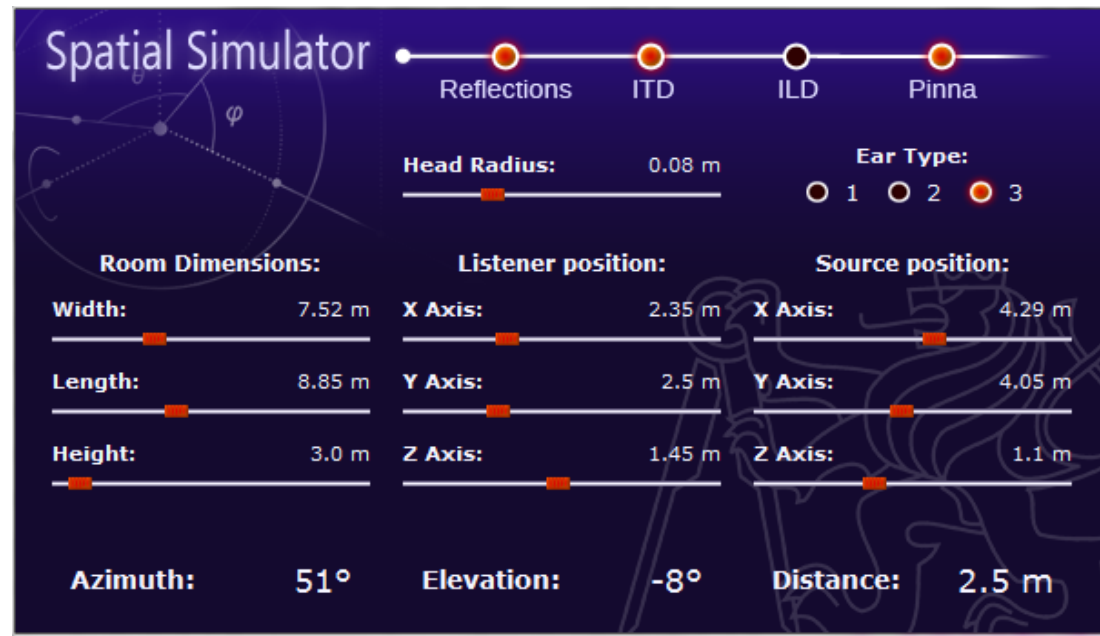 Spatial Simulator
Reflections ITD ILD Pinna
θ
φ
Head Radius: 0.08 m
Ear Type:
1 2 3
Room Dimensions: Listener position: Source position:
Width: 7.52 m X Axis: 2.35 m X Axis: 4.29 m
Length: 8.85 m Y Axis: 2.5 m Y Axis: 4.05 m
Height: 3.0 m Z Axis: 1.45 m Z Axis: 1.1 m
Azimuth: 51° Elevation: -8° Distance: 2.5 m